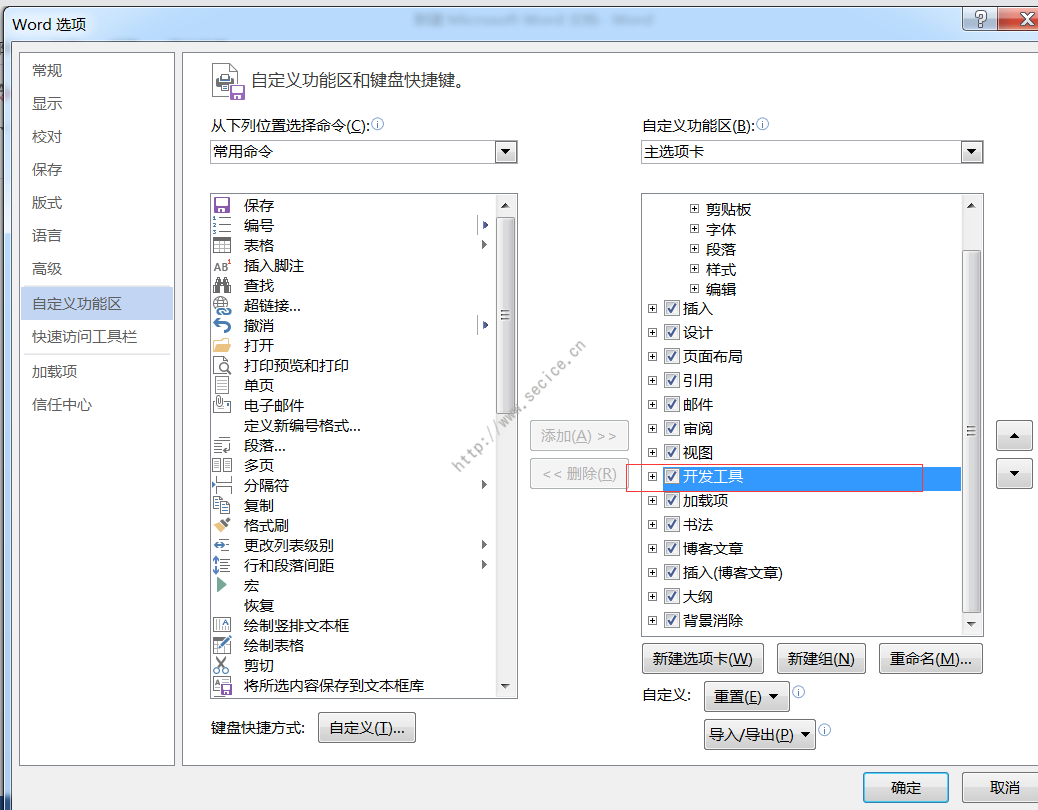 Word 选项
常规
显示
校对
保存
版式
语言
高级
自定义功能区
快速访问工具栏
加载项
信任中心
自定义功能区和键盘快捷键。
从下列位置选择命令(C):
常用命令
保存
编号
表格
插入脚注
查找
超链接...
撤消
打开
打印预览和打印
单页
电子邮件
定义新编号格式...
段落...
多页
分隔符
复制
格式刷
更改列表级别
行和段落间距
宏
恢复
绘制竖排文本框
绘制表格
剪切
将所选内容保存到文本框库
键盘快捷方式:
自定义(T)...
添加(A) >>
<< 删除(R)
自定义功能区(B):
主选项卡
剪贴板
字体
段落
样式
编辑
插入
设计
页面布局
引用
邮件
审阅
视图
开发工具
加载项
书法
博客文章
插入(博客文章)
大纲
背景消除
新建选项卡(W)
新建组(N)
重命名(M)...
自定义:
重置(E)
导入/导出(P)
确定
取消
http://www.secice.cn